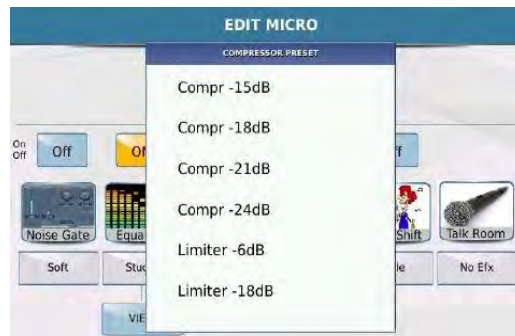 EDIT MICRO
COMPRESSOR PRESET
Compr -15dB
Compr -18dB
Compr -21dB
Compr -24dB
Limiter -6dB
Limiter -18dB
On
Off
Off
Noise Gate
Talk Room
Soft
No Efx